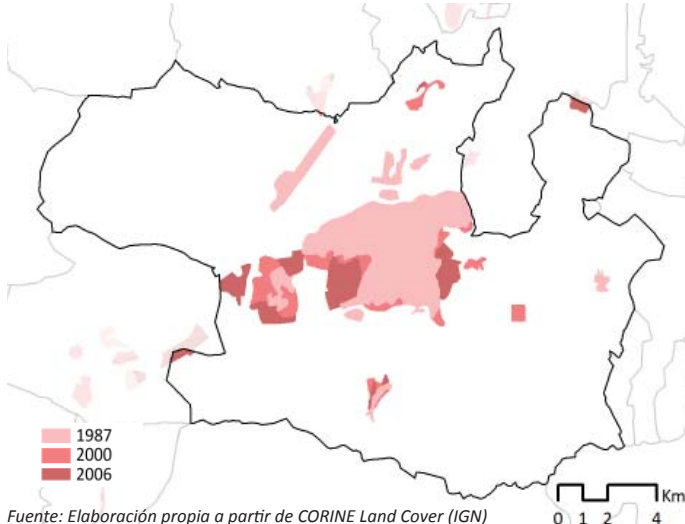 1987
2000
2006
Km
0 1 2 4
Fuente: Elaboración propia a partir de CORINE Land Cover (IGN)